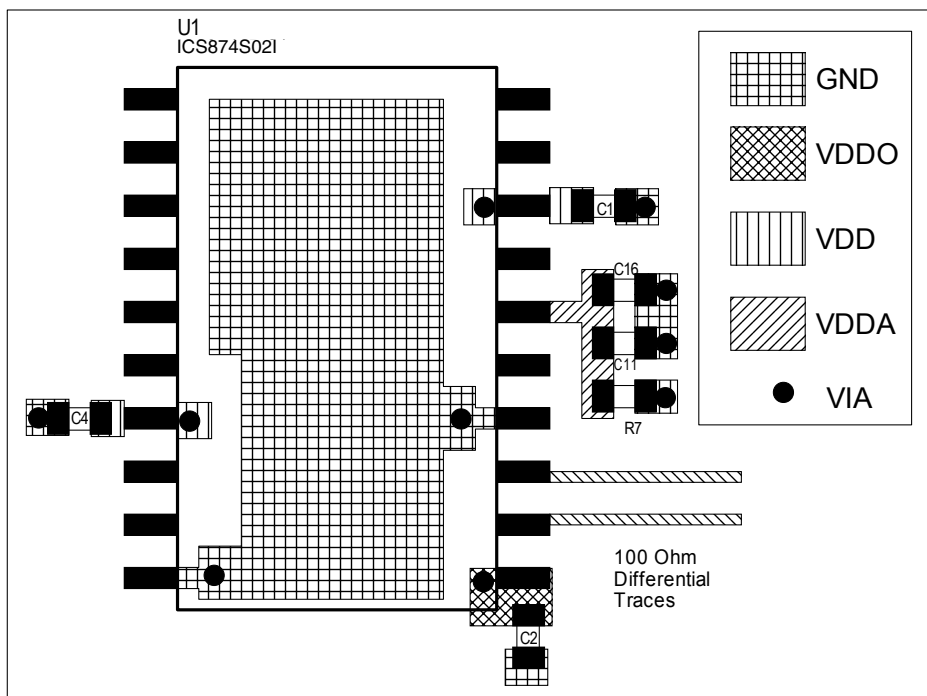 U1
ICS874S02I
GND
VDDO
VDD
VDDA
VIA
C1
C16
C11
R7
C4
100 Ohm
Differential
Traces
C2